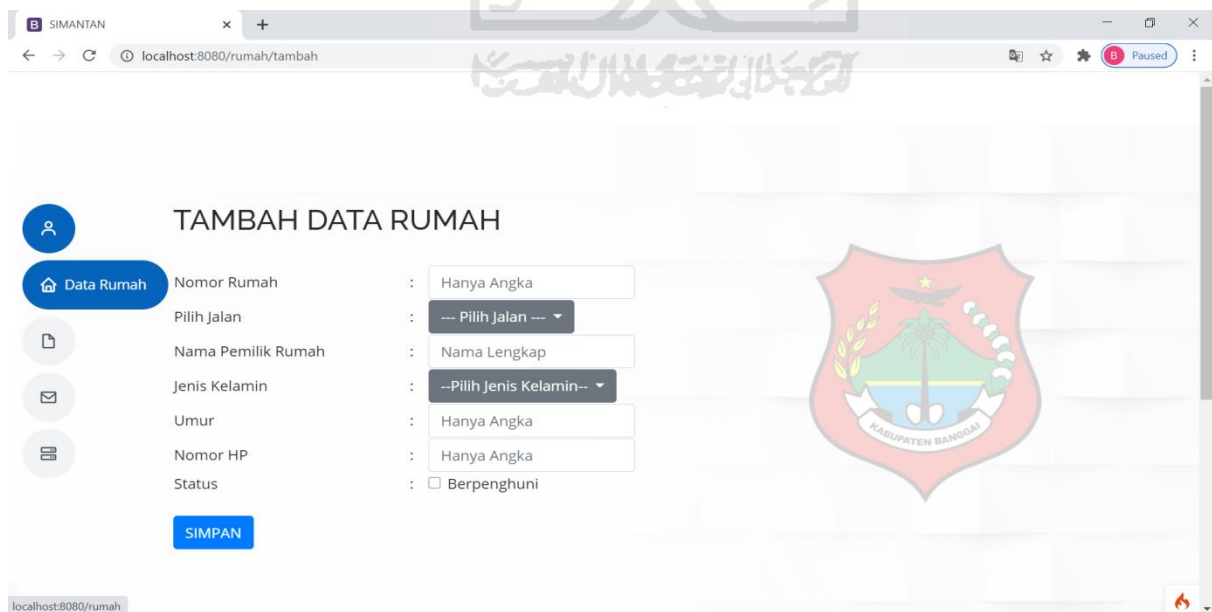 B SIMANTAN
localhost:8080/rumah/tambah
B Paused
TAMBAH DATA RUMAH
Data Rumah
Nomor Rumah : Hanya Angka
Pilih Jalan : --- Pilih Jalan ---
Nama Pemilik Rumah : Nama Lengkap
Jenis Kelamin : --Pilih Jenis Kelamin--
Umur : Hanya Angka
Nomor HP : Hanya Angka
Status : Berpenghuni
SIMPAN
KABUPATEN BANGGAI
localhost:8080/rumah